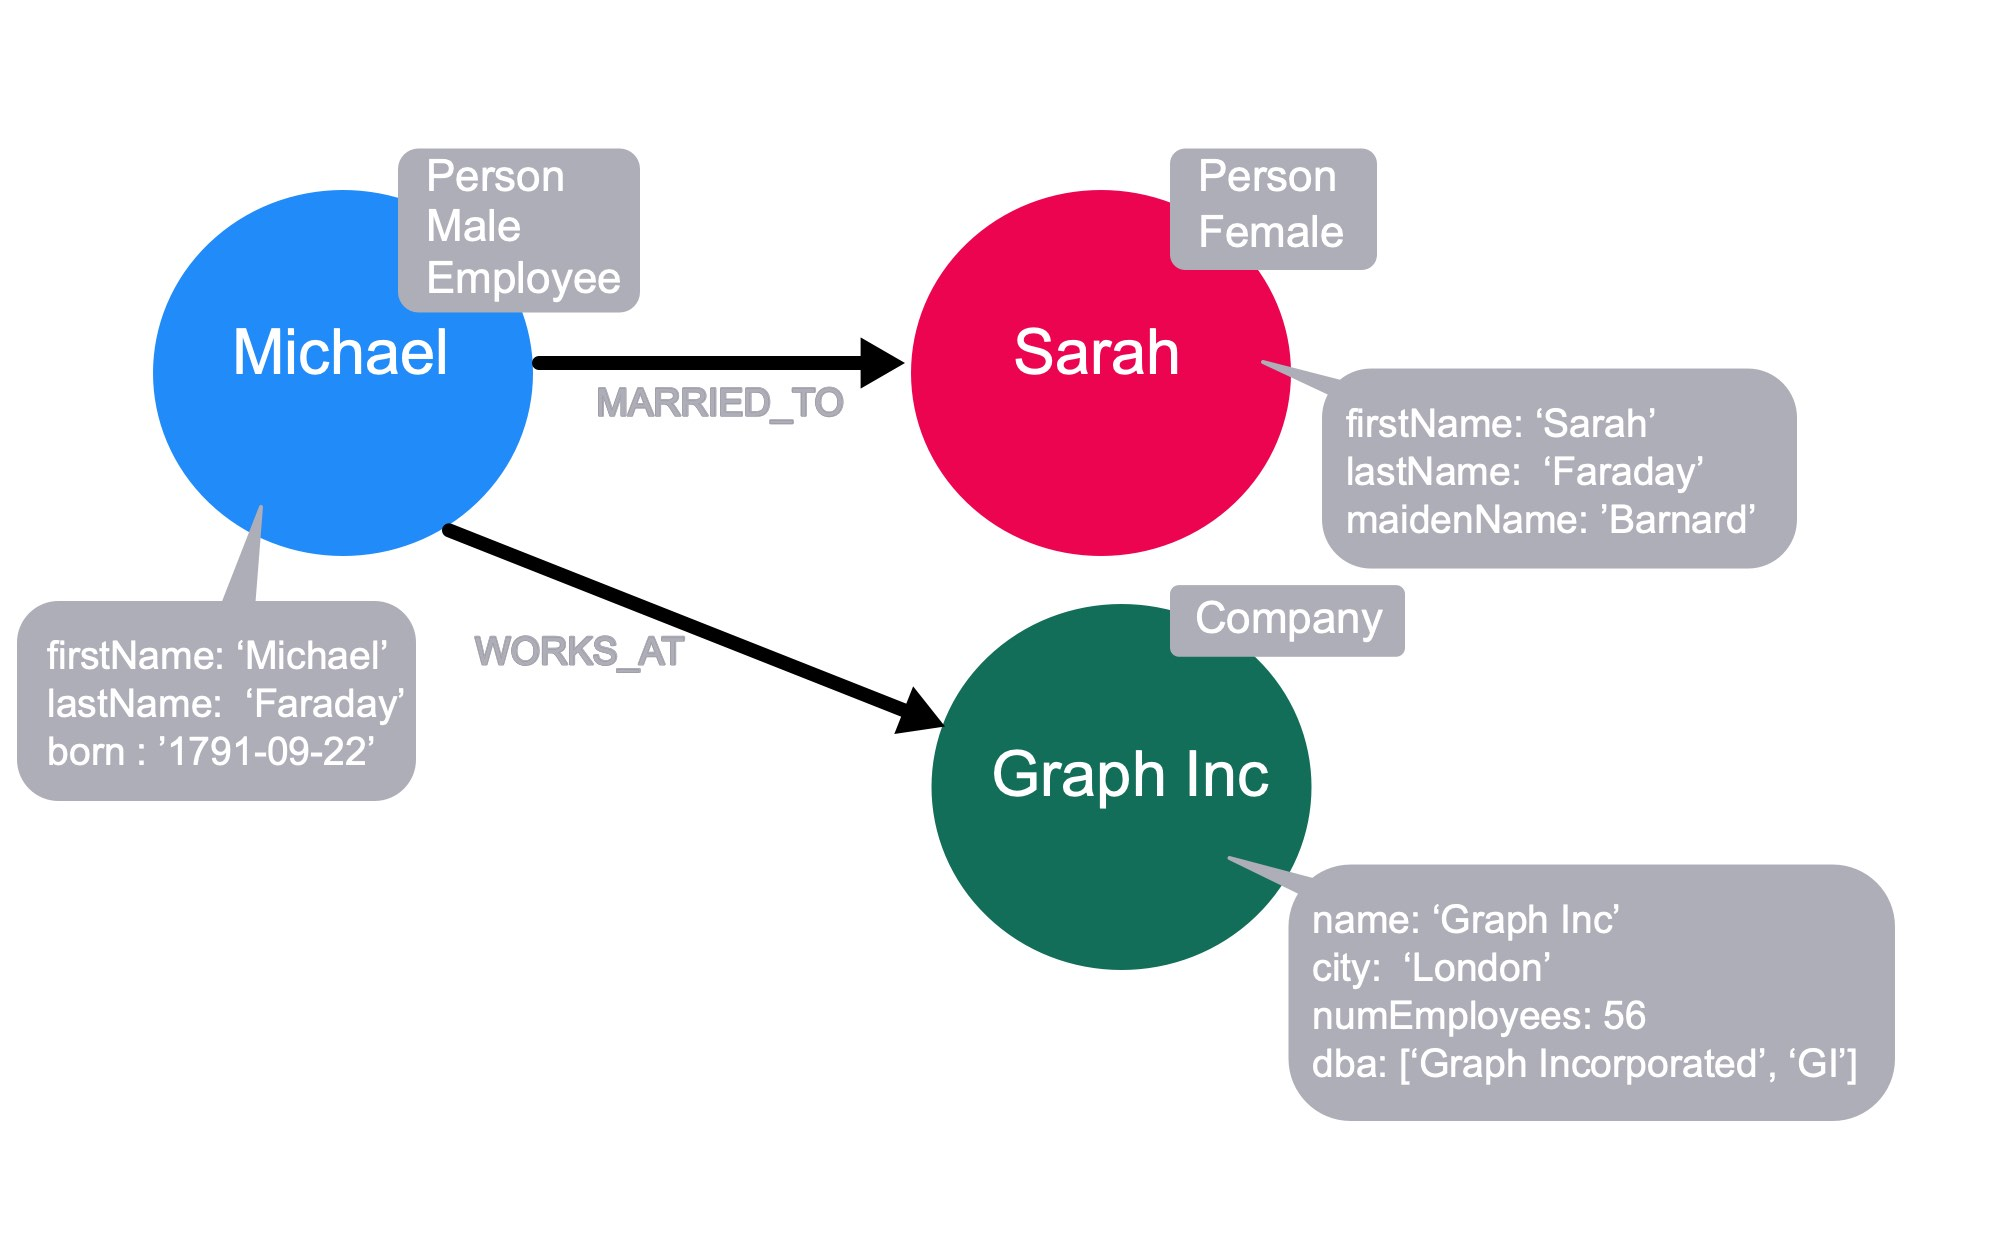 Person
Male
Employee
Michael
MARRIED_TO
Person
Female
Sarah
firstName: ‘Sarah’
lastName:  ‘Faraday’
maidenName: ’Barnard’
firstName: ‘Michael’
lastName:  ‘Faraday’
born : ’1791-09-22’
WORKS_AT
Company
Graph Inc
name: ‘Graph Inc’
city:  ‘London’
numEmployees: 56
dba: [‘Graph Incorporated’, ‘GI’]